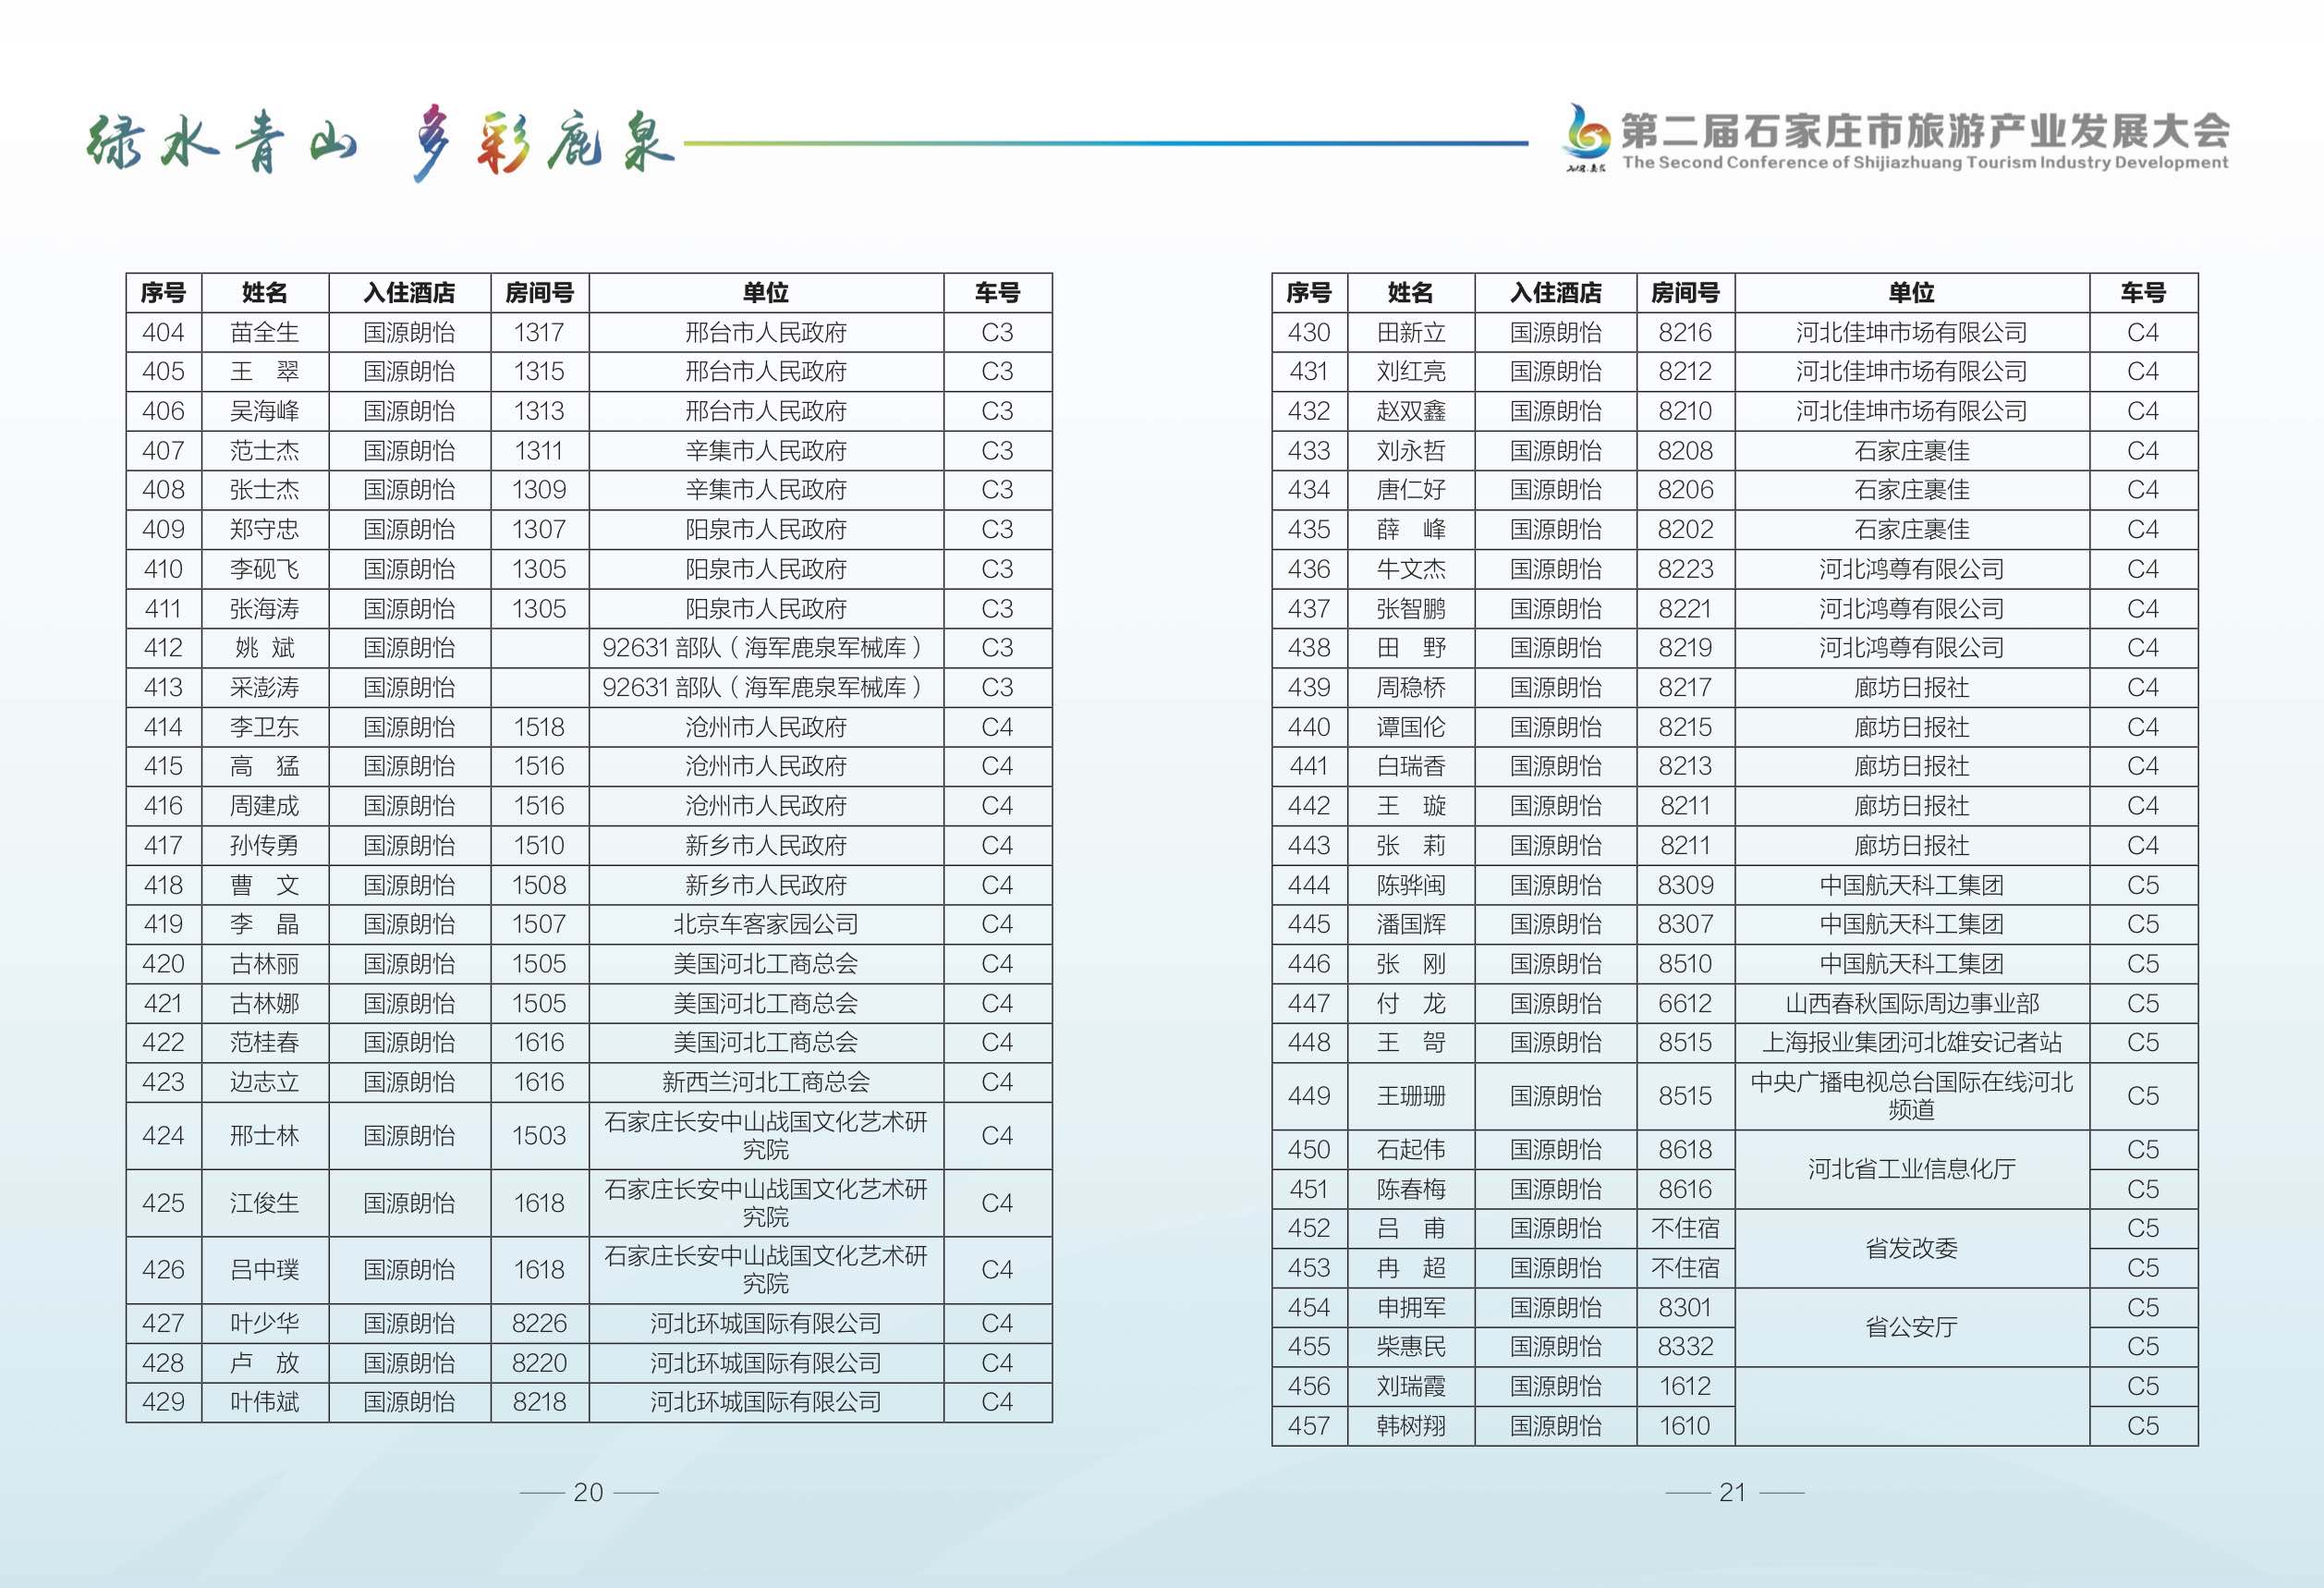 绿水青山 多彩鹿泉
第二届石家庄市旅游产业发展大会
The Second Conference of Shijiazhuang Tourism Industry Development
序号 姓名 入住酒店 房间号 单位 车号
404 苗全生 国源朗怡 1317 邢台市人民政府 C3
405 王 翠 国源朗怡 1315 邢台市人民政府 C3
406 吴海峰 国源朗怡 1313 邢台市人民政府 C3
407 范士杰 国源朗怡 1311 辛集市人民政府 C3
408 张士杰 国源朗怡 1309 辛集市人民政府 C3
409 郑守忠 国源朗怡 1307 阳泉市人民政府 C3
410 李砚飞 国源朗怡 1305 阳泉市人民政府 C3
411 张海涛 国源朗怡 1305 阳泉市人民政府 C3
412 姚 斌 国源朗怡 92631 部队（海军鹿泉军械库） C3
413 采澎涛 国源朗怡 92631 部队（海军鹿泉军械库） C3
414 李卫东 国源朗怡 1518 沧州市人民政府 C4
415 高 猛 国源朗怡 1516 沧州市人民政府 C4
416 周建成 国源朗怡 1516 沧州市人民政府 C4
417 孙传勇 国源朗怡 1510 新乡市人民政府 C4
418 曹 文 国源朗怡 1508 新乡市人民政府 C4
419 李 晶 国源朗怡 1507 北京车客家园公司 C4
420 古林丽 国源朗怡 1505 美国河北工商总会 C4
421 古林娜 国源朗怡 1505 美国河北工商总会 C4
422 范桂春 国源朗怡 1616 美国河北工商总会 C4
423 边志立 国源朗怡 1616 新西兰河北工商总会 C4
424 邢士林 国源朗怡 1503 石家庄长安中山战国文化艺术研
究院 C4
425 江俊生 国源朗怡 1618 石家庄长安中山战国文化艺术研
究院 C4
426 吕中璞 国源朗怡 1618 石家庄长安中山战国文化艺术研
究院 C4
427 叶少华 国源朗怡 8226 河北环城国际有限公司 C4
428 卢 放 国源朗怡 8220 河北环城国际有限公司 C4
429 叶伟斌 国源朗怡 8218 河北环城国际有限公司 C4
20
序号 姓名 入住酒店 房间号 单位 车号
430 田新立 国源朗怡 8216 河北佳坤市场有限公司 C4
431 刘红亮 国源朗怡 8212 河北佳坤市场有限公司 C4
432 赵双鑫 国源朗怡 8210 河北佳坤市场有限公司 C4
433 刘永哲 国源朗怡 8208 石家庄裹佳 C4
434 唐仁好 国源朗怡 8206 石家庄裹佳 C4
435 薛 峰 国源朗怡 8202 石家庄裹佳 C4
436 牛文杰 国源朗怡 8223 河北鸿尊有限公司 C4
437 张智鹏 国源朗怡 8221 河北鸿尊有限公司 C4
438 田 野 国源朗怡 8219 河北鸿尊有限公司 C4
439 周稳桥 国源朗怡 8217 廊坊日报社 C4
440 谭国伦 国源朗怡 8215 廊坊日报社 C4
441 白瑞香 国源朗怡 8213 廊坊日报社 C4
442 王 璇 国源朗怡 8211 廊坊日报社 C4
443 张 莉 国源朗怡 8211 廊坊日报社 C4
444 陈骅闽 国源朗怡 8309 中国航天科工集团 C5
445 潘国辉 国源朗怡 8307 中国航天科工集团 C5
446 张 刚 国源朗怡 8510 中国航天科工集团 C5
447 付 龙 国源朗怡 6612 山西春秋国际周边事业部 C5
448 王 哿 国源朗怡 8515 上海报业集团河北雄安记者站 C5
449 王珊珊 国源朗怡 8515 中央广播电视总台国际在线河北
频道 C5
450 石起伟 国源朗怡 8618 河北省工业信息化厅 C5
451 陈春梅 国源朗怡 8616 C5
452 吕 甫 国源朗怡 不住宿 省发改委 C5
453 冉 超 国源朗怡 不住宿 C5
454 申拥军 国源朗怡 8301 省公安厅 C5
455 柴惠民 国源朗怡 8332 C5
456 刘瑞霞 国源朗怡 1612 C5
457 韩树翔 国源朗怡 1610 C5
21